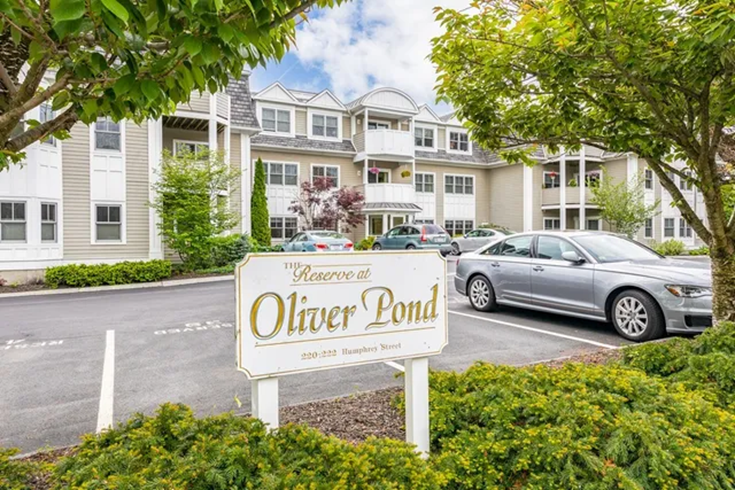 THE
Reserve at
Oliver Pond
220:222 Humphrey Street